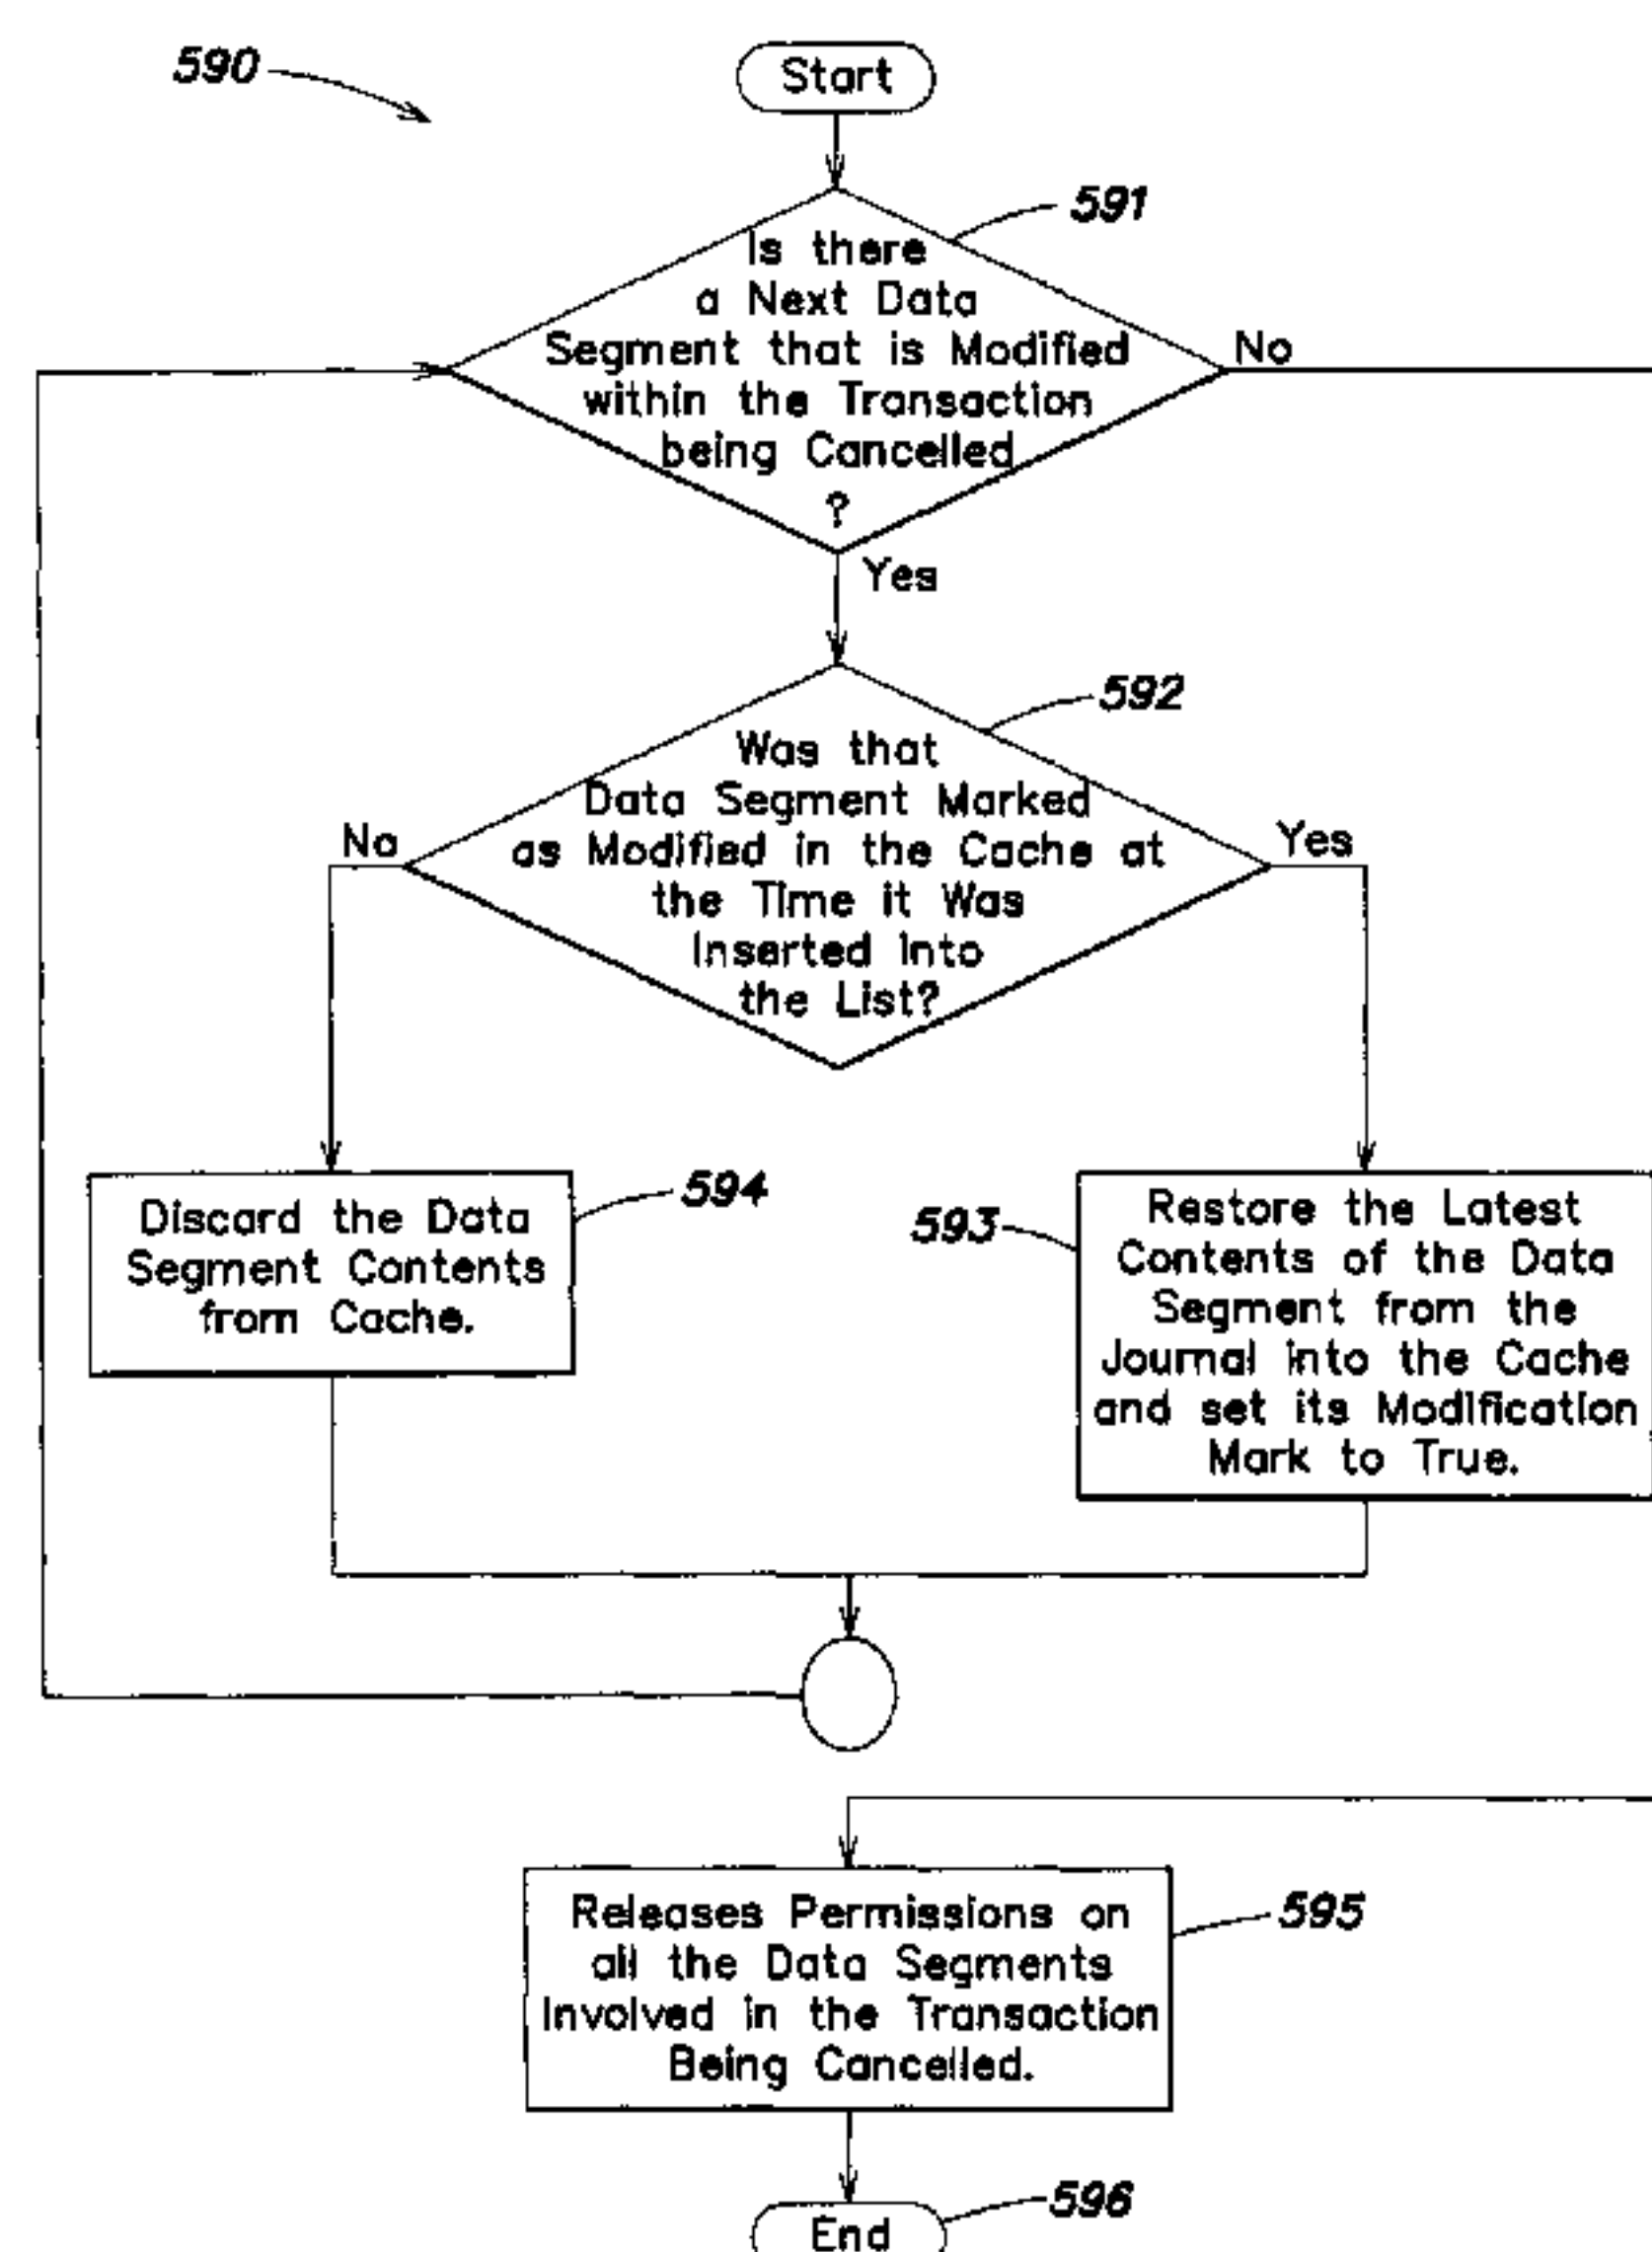 590
Start
591
Is there
a Next Data
Segment that is Modified
within the Transaction
being Cancelled
?
No
Yes
592
Was that
Data Segment Marked
as Modified in the Cache at
the Time it Was
Inserted into
the List?
No
Yes
Discard the Data
Segment Contents
from Cache.
594
593
Restore the Latest
Contents of the Data
Segment from the
Journal into the Cache
and set its Modification
Mark to True.
Releases Permissions on
all the Data Segments
Involved in the Transaction
Being Cancelled.
595
596
End